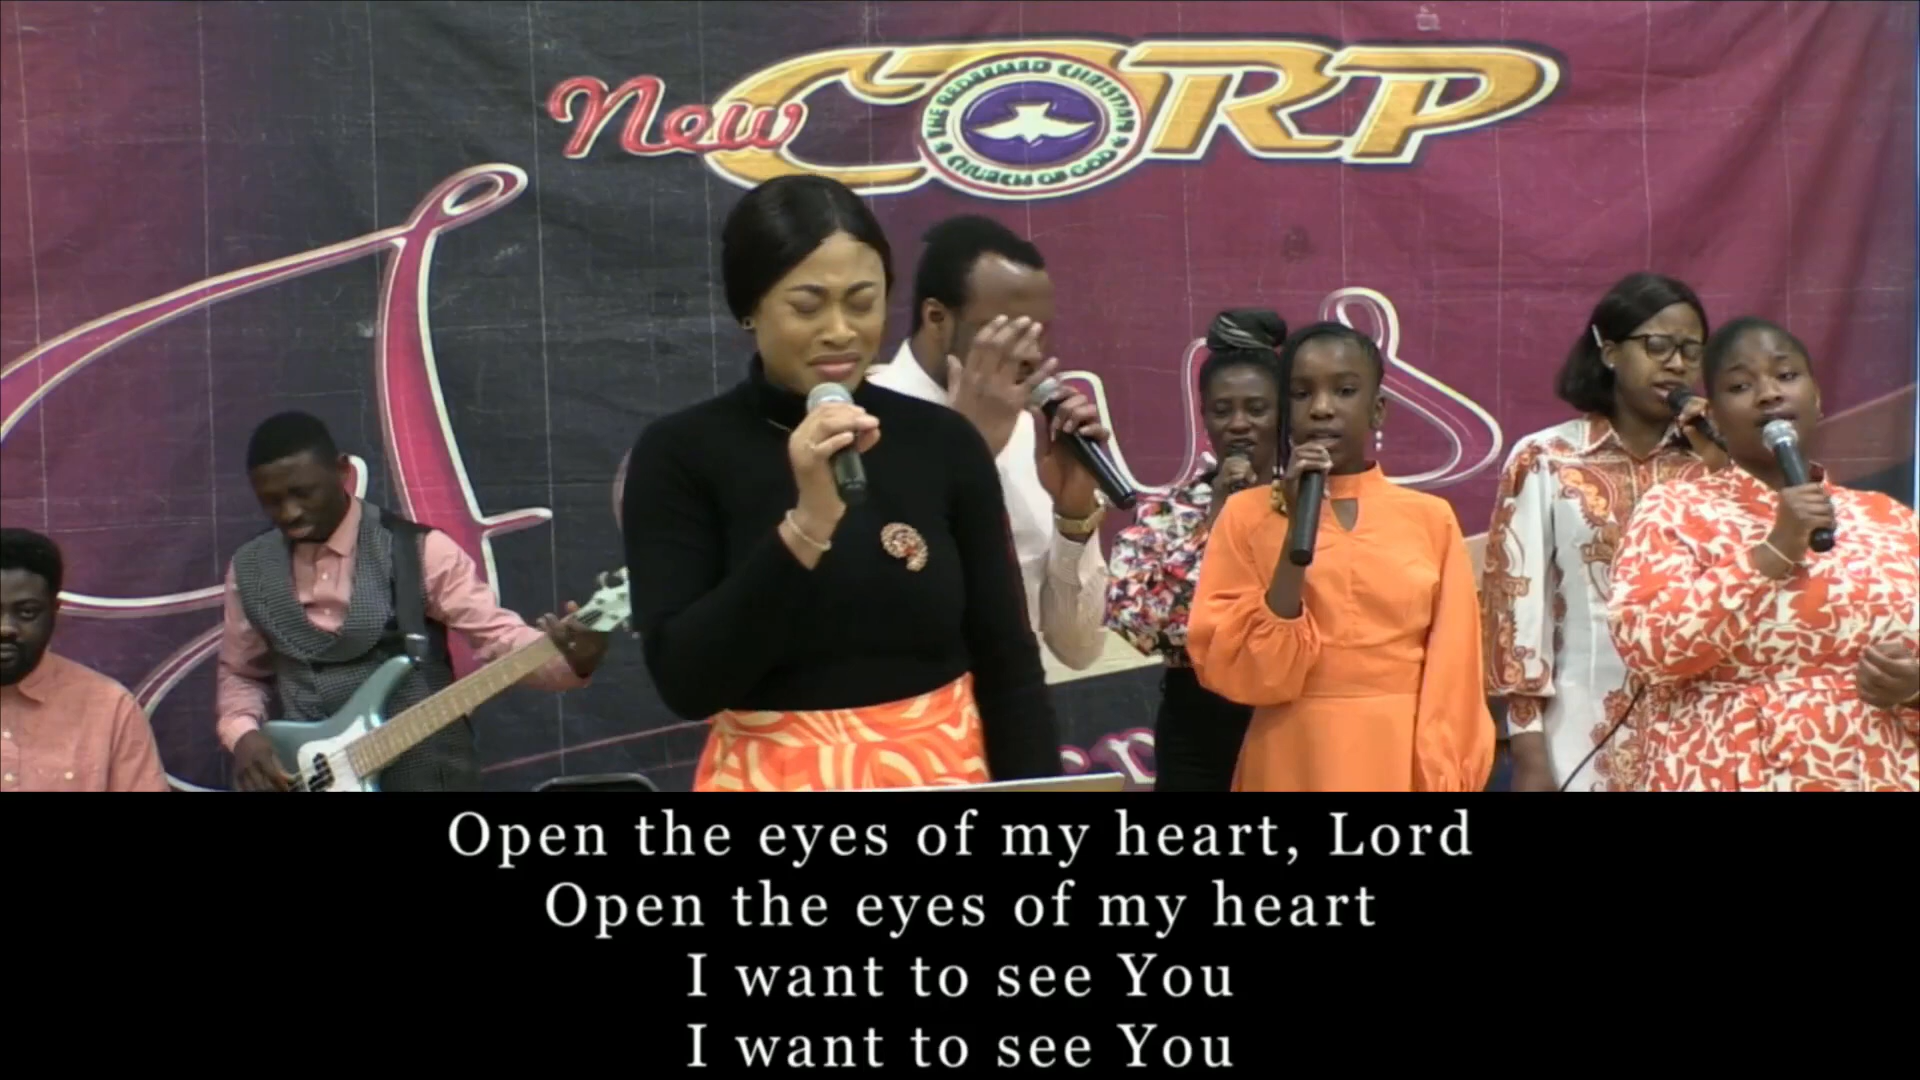 New CORP
THE REDEEMED CHRISTIAN
CHURCH OF GOD
Open the eyes of my heart, Lord
Open the eyes of my heart
I want to see You
I want to see You